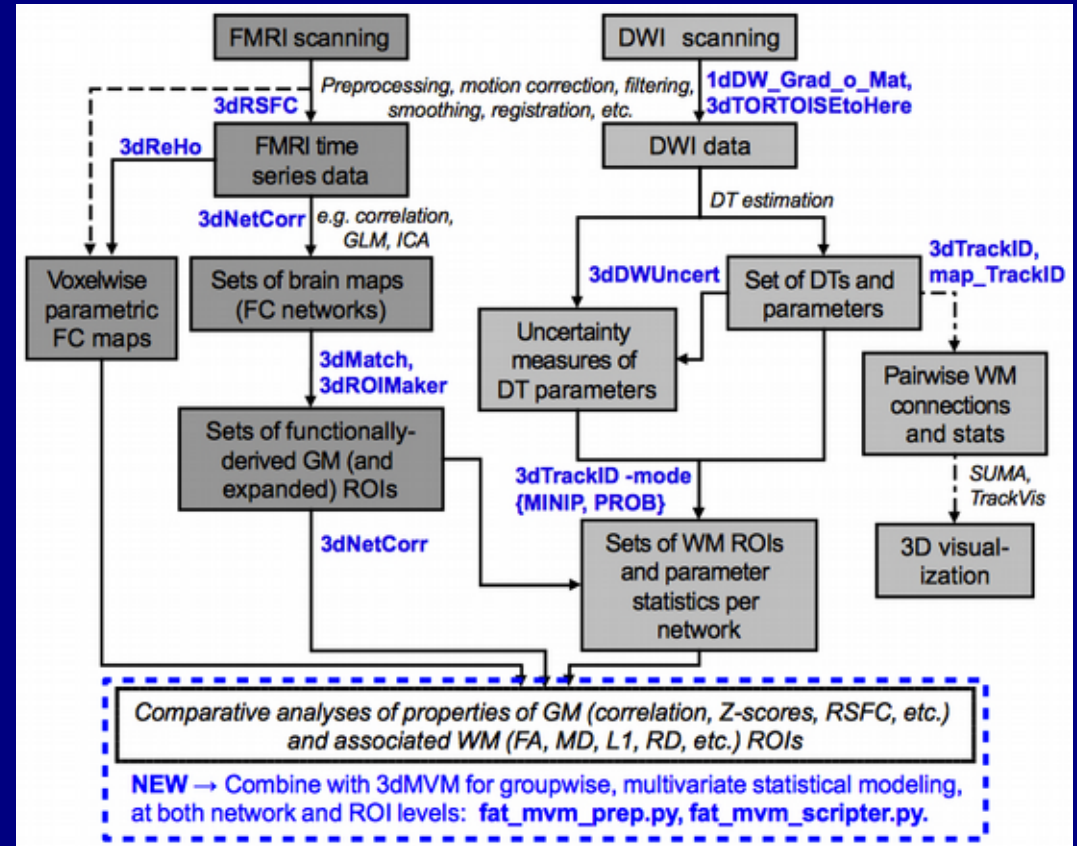 FMRI scanning
DWI scanning
Preprocessing, motion correction, filtering,
smoothing, registration, etc.
3dRSFC
1dDW_Grad_o_Mat,
3dTORTOISEtoHere
3dReHo
FMRI time
series data
DWI data
3dNetCorr
e.g. correlation,
GLM, ICA
DT estimation
Voxelwise
parametric
FC maps
Sets of brain maps
(FC networks)
3dDWUncert
Set of DTs and
parameters
3dTrackID,
map_TrackID
Uncertainty
measures of
DT parameters
3dMatch,
3dROIMaker
Pairwise WM
connections
and stats
Sets of functionally-
derived GM (and
expanded) ROIs
3dTrackID -mode
{MINIP, PROB}
SUMA,
TrackVis
3dNetCorr
Sets of WM ROIs
and parameter
statistics per
network
3D visual-
ization
Comparative analyses of properties of GM (correlation, Z-scores, RSFC, etc.)
and associated WM (FA, MD, L1, RD, etc.) ROIs
NEW → Combine with 3dMVM for groupwise, multivariate statistical modeling,
at both network and ROI levels: fat_mvm_prep.py, fat_mvm_scripter.py.